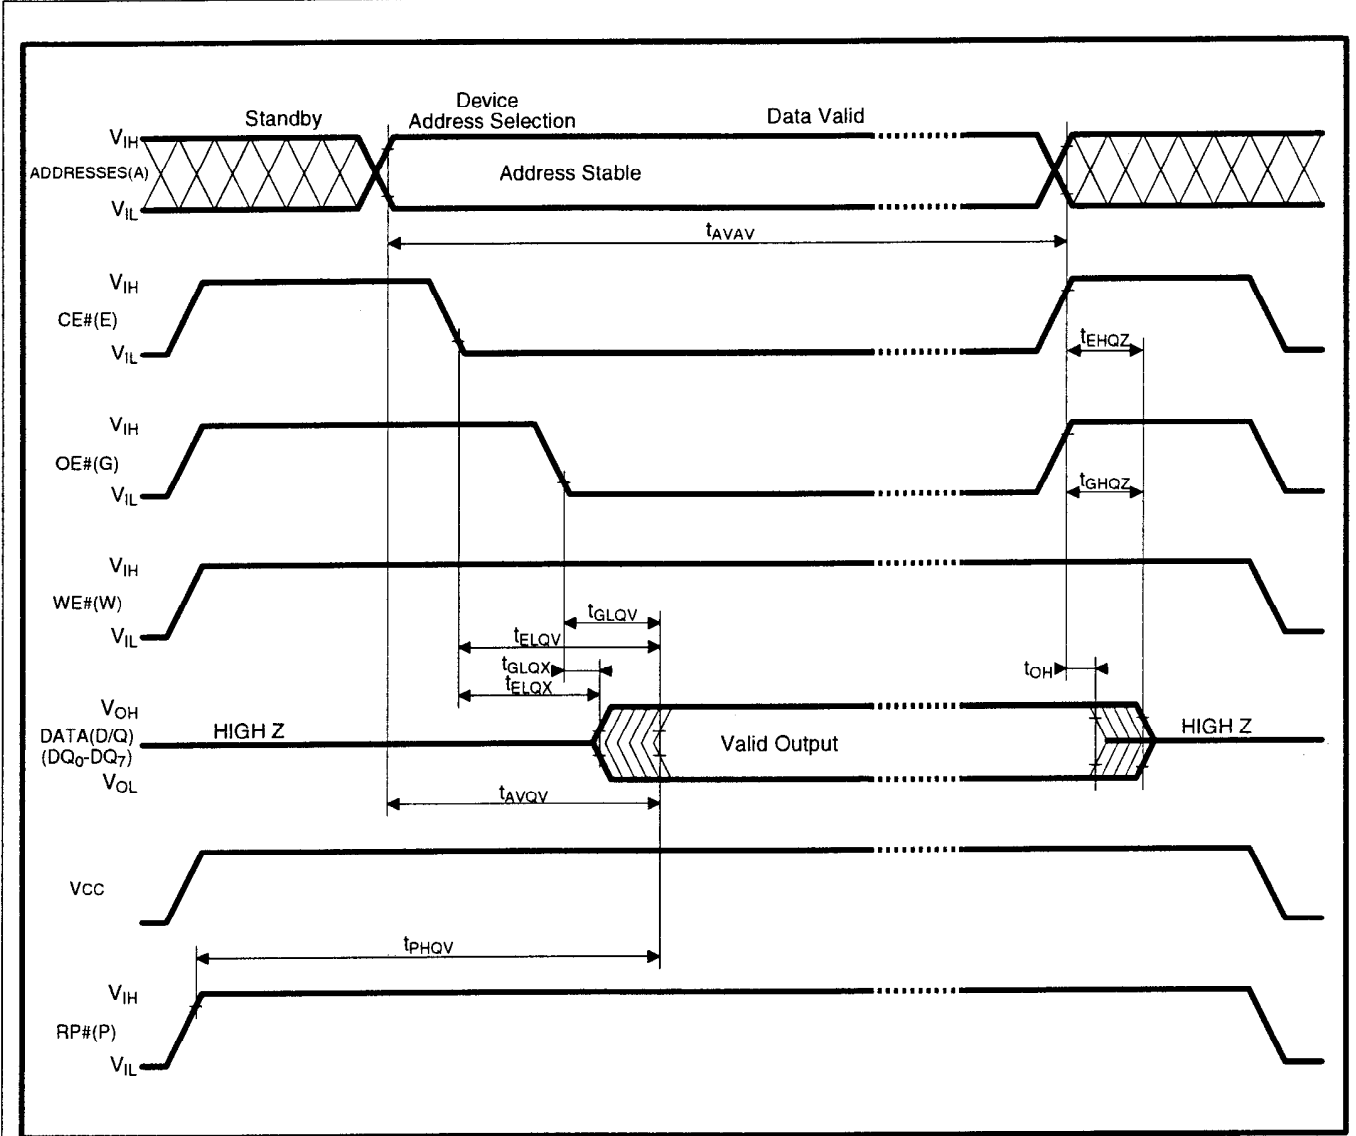 Standby
Device
Address Selection
Data Valid
VIH
ADDRESSES(A)
VIL
Address Stable
tAVAV
VIH
CE#(E)
VIL
tEHQZ
VIH
OE#(G)
VIL
tGHQZ
VIH
WE#(W)
VIL
tGLQV
tELQV
tGLQX
tELQX
tOH
VOH
DATA(D/Q)
(DQ0-DQ7)
VOL
HIGH Z
Valid Output
HIGH Z
tAVQV
VCC
tPHQV
VIH
RP#(P)
VIL